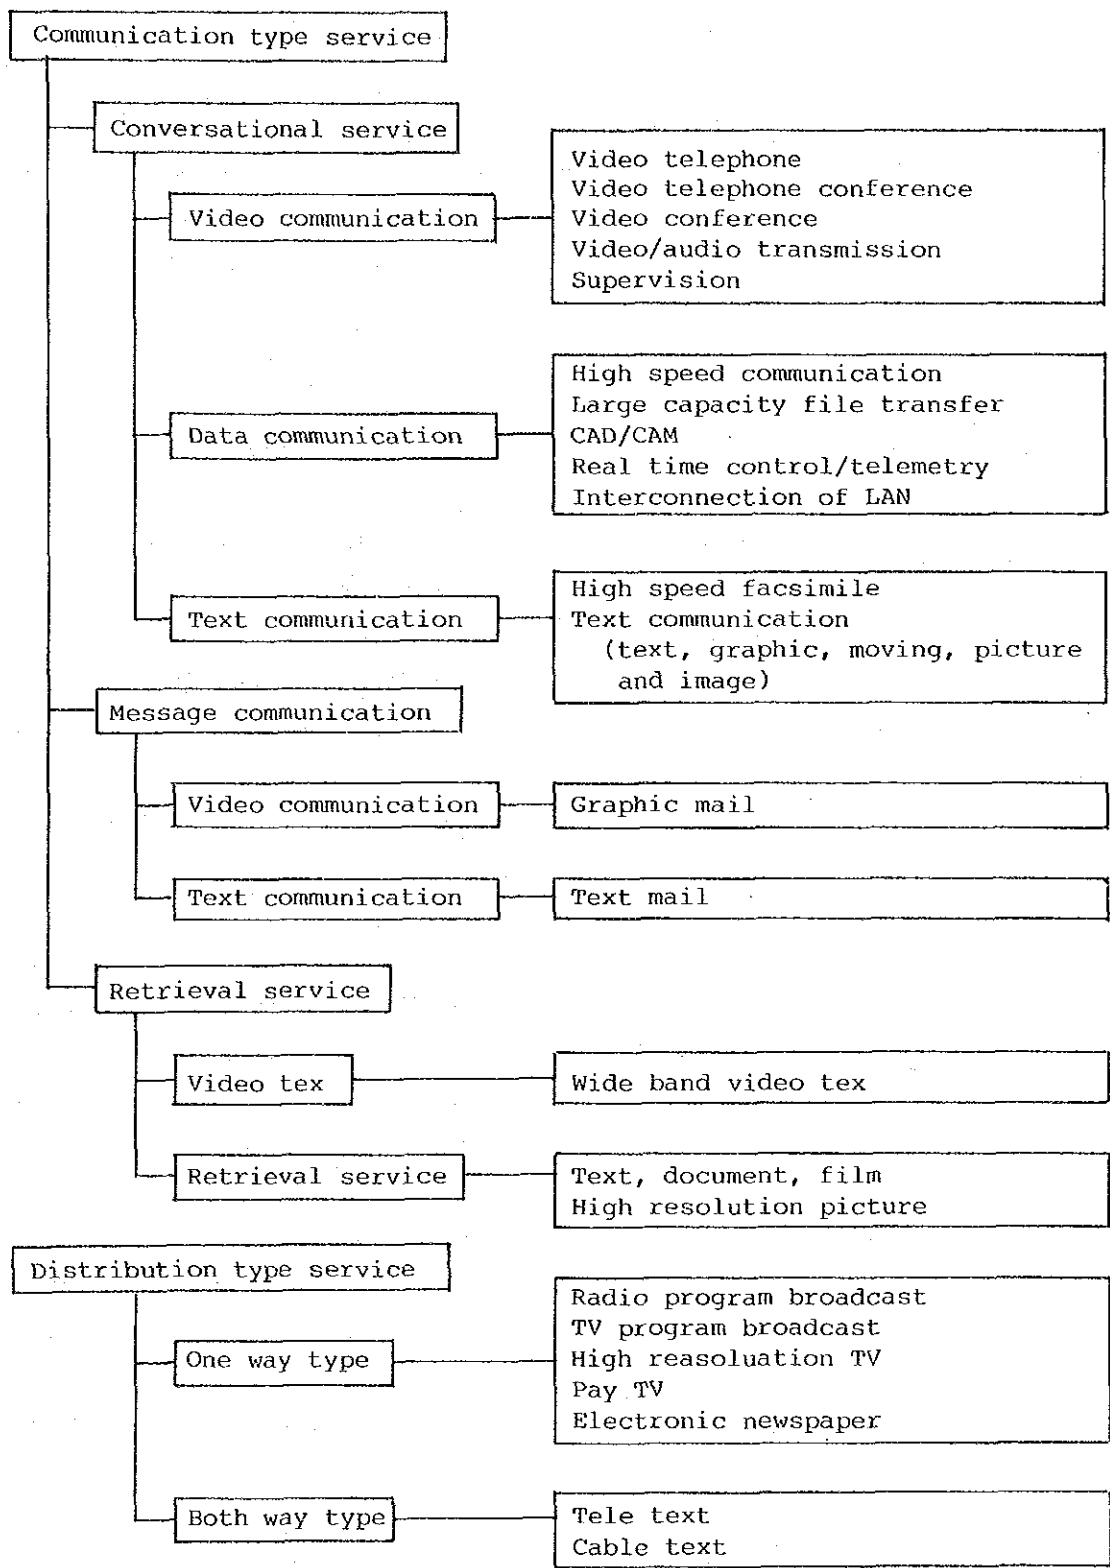 Communication type service
Conversational service
Video communication
Video telephone
Video telephone conference
Video conference
Video/audio transmission
Supervision
Data communication
High speed communication
Large capacity file transfer
CAD/CAM
Real time control/telemetry
Interconnection of LAN
Text communication
High speed facsimile
Text communication
(text, graphic, moving, picture
and image)
Message communication
Video communication
Graphic mail
Text communication
Text mail
Retrieval service
Video tex
Wide band video tex
Retrieval service
Text, document, film
High resolution picture
Distribution type service
One way type
Radio program broadcast
TV program broadcast
High reasoluation TV
Pay TV
Electronic newspaper
Both way type
Tele text
Cable text